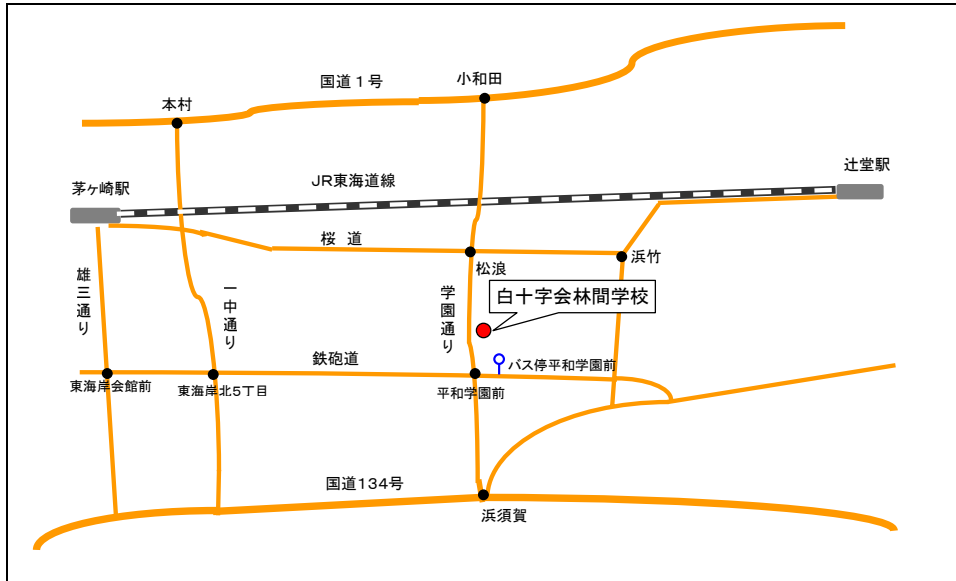 国道１号
小和田
本村
辻堂駅
茅ヶ崎駅
JR東海道線
桜 道
浜竹
松浪
雄三通り
一中通り
学園通り
白十字会林間学校
鉄砲道
バス停平和学園前
東海岸会館前
東海岸北5丁目
平和学園前
国道134号
浜須賀